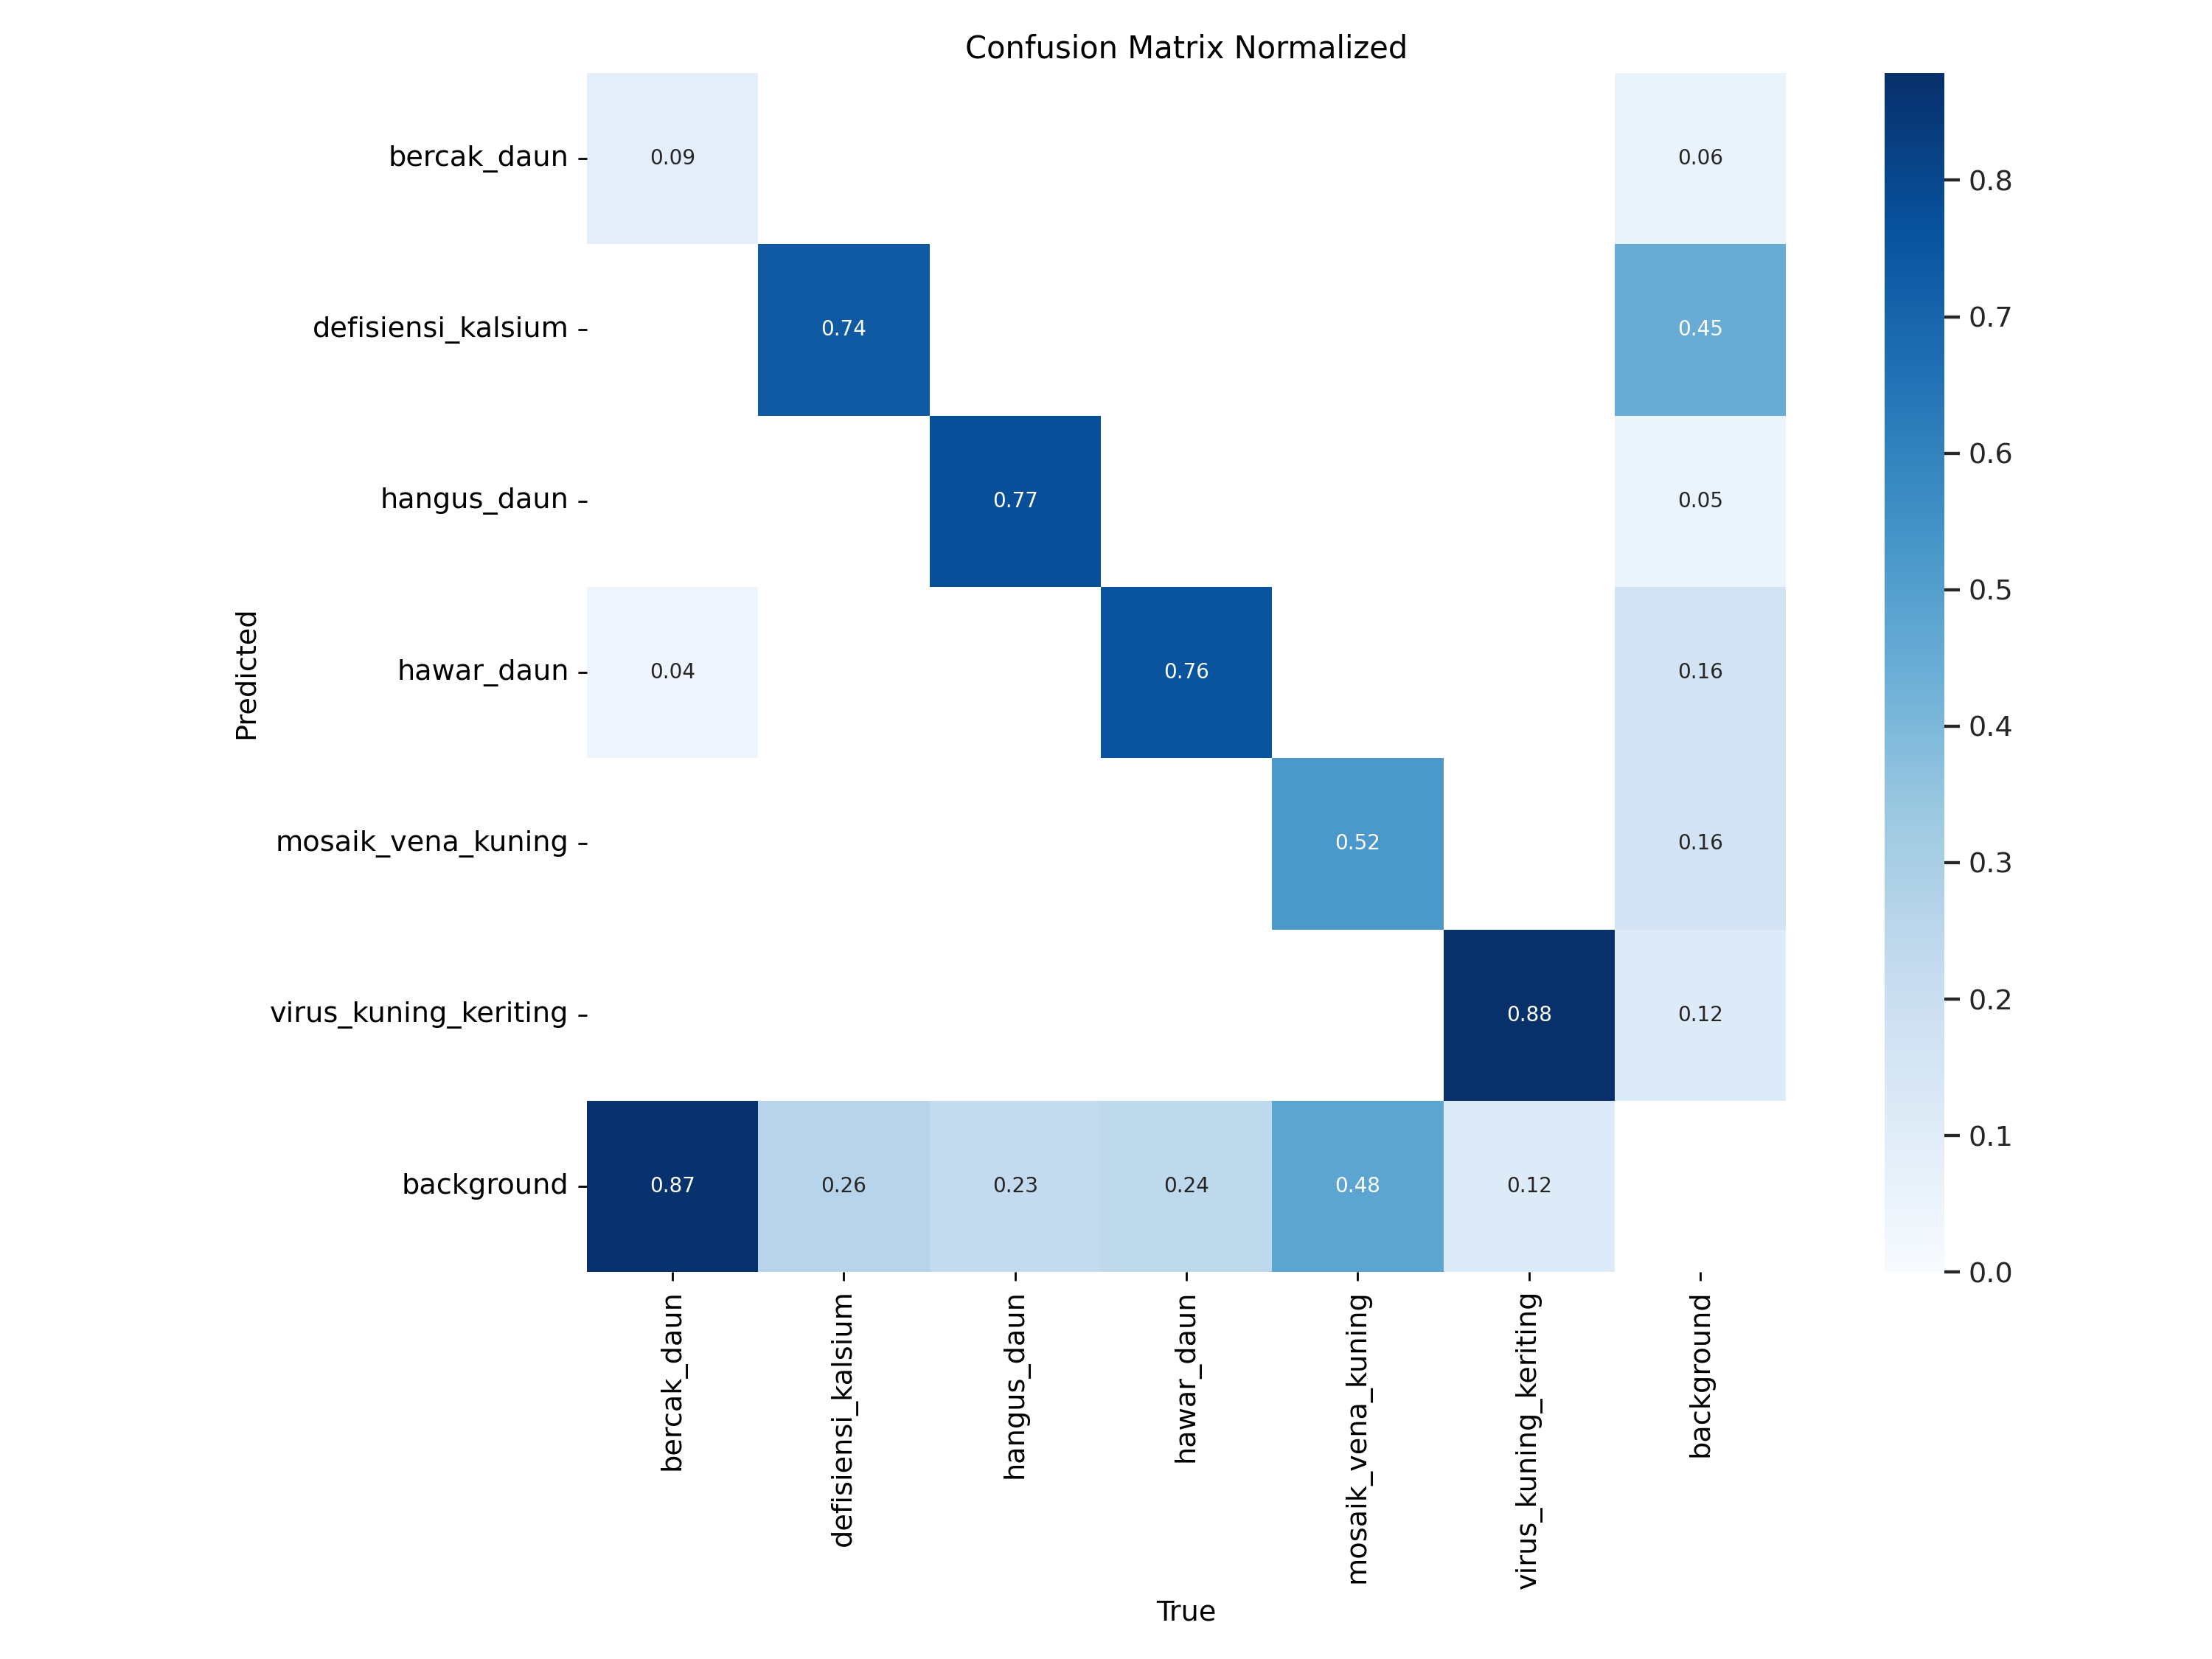 Confusion Matrix Normalized
bercak_daun
0.09
0.06
defisiensi_kalsium
0.74
0.45
hangus_daun
0.77
0.05
hawar_daun
0.04
0.76
0.16
mosaik_vena_kuning
0.52
0.16
virus_kuning_keriting
0.88
0.12
background
0.87
0.26
0.23
0.24
0.48
0.12
Predicted
bercak_daun
defisiensi_kalsium
hangus_daun
hawar_daun
mosaik_vena_kuning
virus_kuning_keriting
background
True
0.8
0.7
0.6
0.5
0.4
0.3
0.2
0.1
0.0